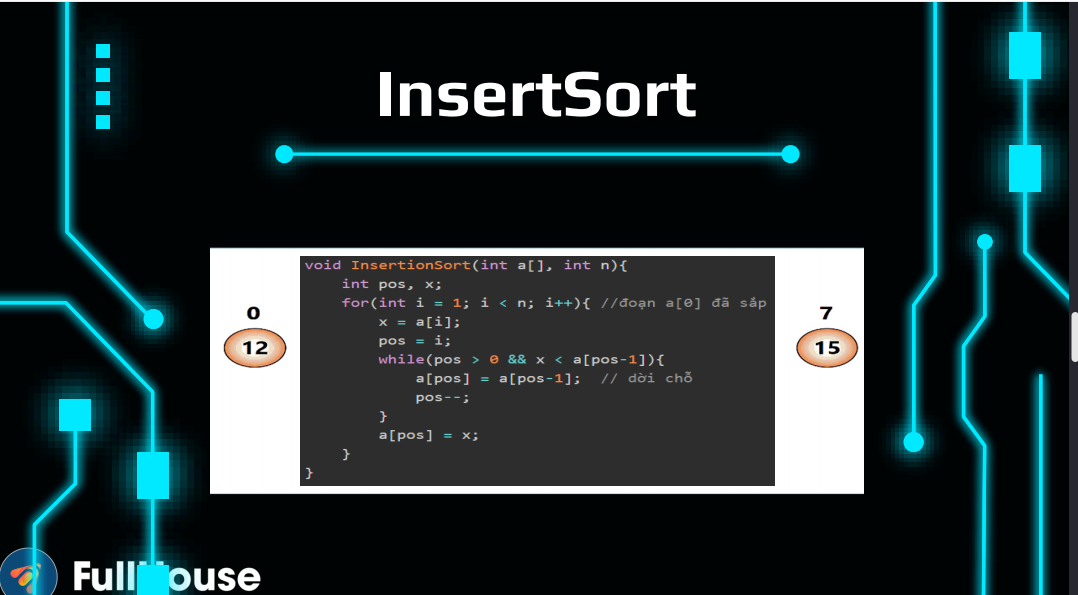 InsertSort
0
12
void InsertionSort(int a[], int n){
int pos, x;
for(int i = 1; i < n; i++){ //đoạn a[0] đã sắp
x = a[i];
pos = i;
while(pos > 0 && x < a[pos-1]){
a[pos] = a[pos-1]; // dời chỗ
pos--;
}
a[pos] = x;
}
}
7
15
FullHouse